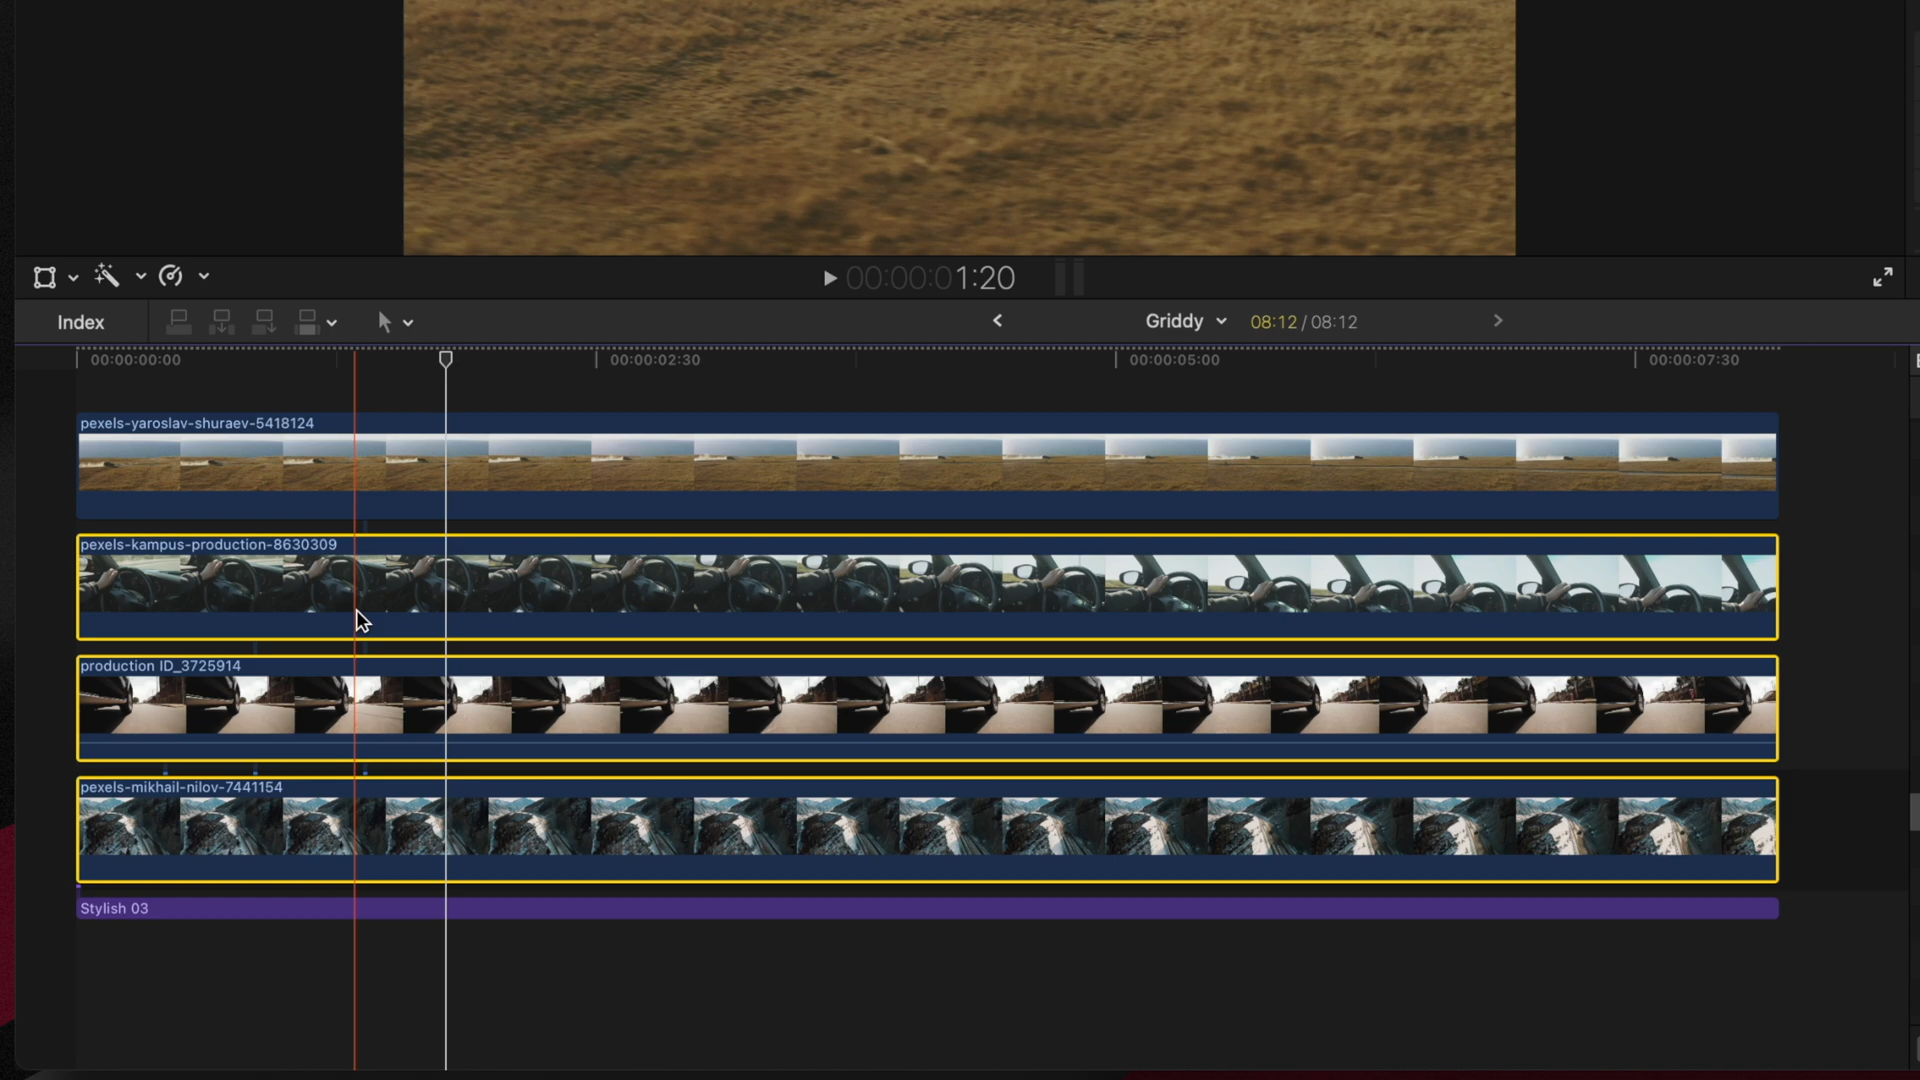 00:00:01:20
Index
Griddy
08:12 / 08:12
00:00:00:00
00:00:02:30
00:00:05:00
00:00:07:30
pexels-yaroslav-shuraev-5418124
pexels-kampus-production-8630309
production ID_3725914
pexels-mikhail-nilov-7441154
Stylish 03